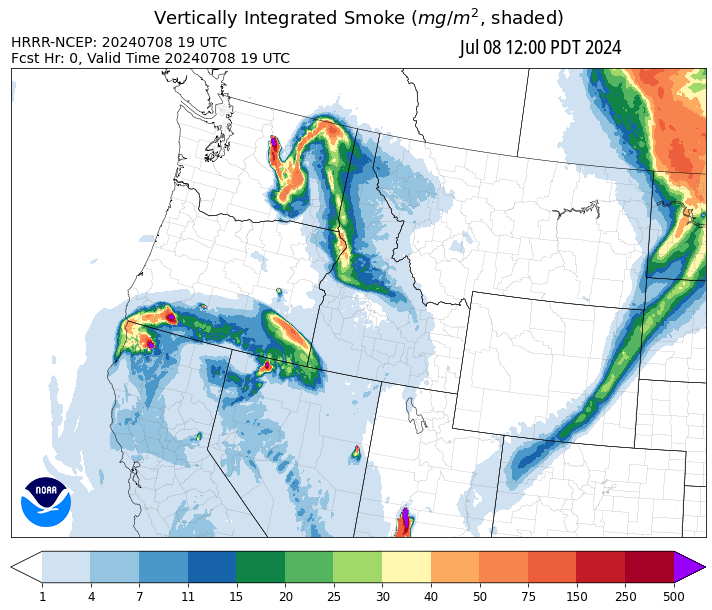 Vertically Integrated Smoke (mg/m², shaded)
HRRR-NCEP: 20240708 19 UTC
Fcst Hr: 0, Valid Time 20240708 19 UTC
Jul 08 12:00 PDT 2024
NOAA
1 4 7 11 15 20 25 30 40 50 75 150 250 500